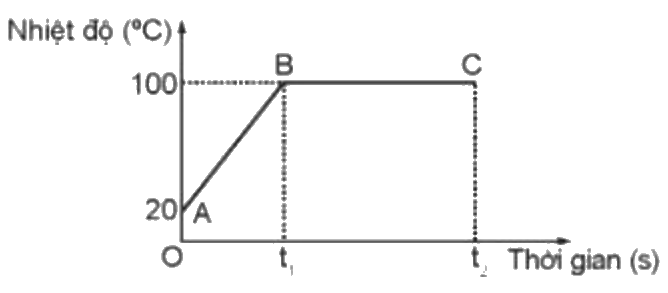 Nhiệt độ (ºC)
B
C
100
20
A
O
t₁
t₂
Thời gian (s)